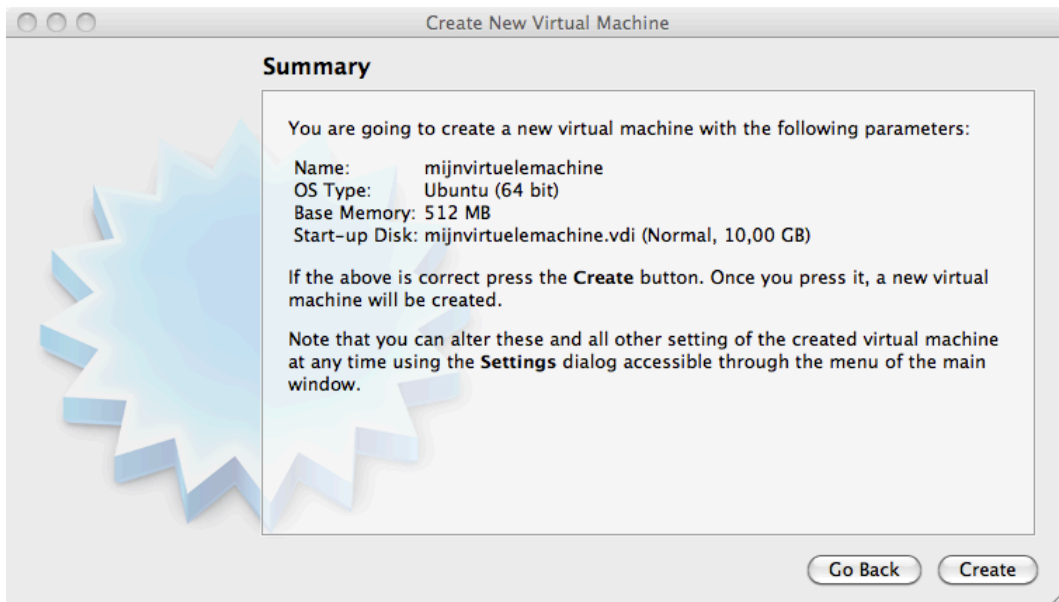 Create New Virtual Machine
Summary
You are going to create a new virtual machine with the following parameters:
Name: mijnvirtuelemachine
OS Type: Ubuntu (64 bit)
Base Memory: 512 MB
Start-up Disk: mijnvirtuelemachine.vdi (Normal, 10,00 GB)
If the above is correct press the Create button. Once you press it, a new virtual
machine will be created.
Note that you can alter these and all other setting of the created virtual machine
at any time using the Settings dialog accessible through the menu of the main
window.
Go Back Create